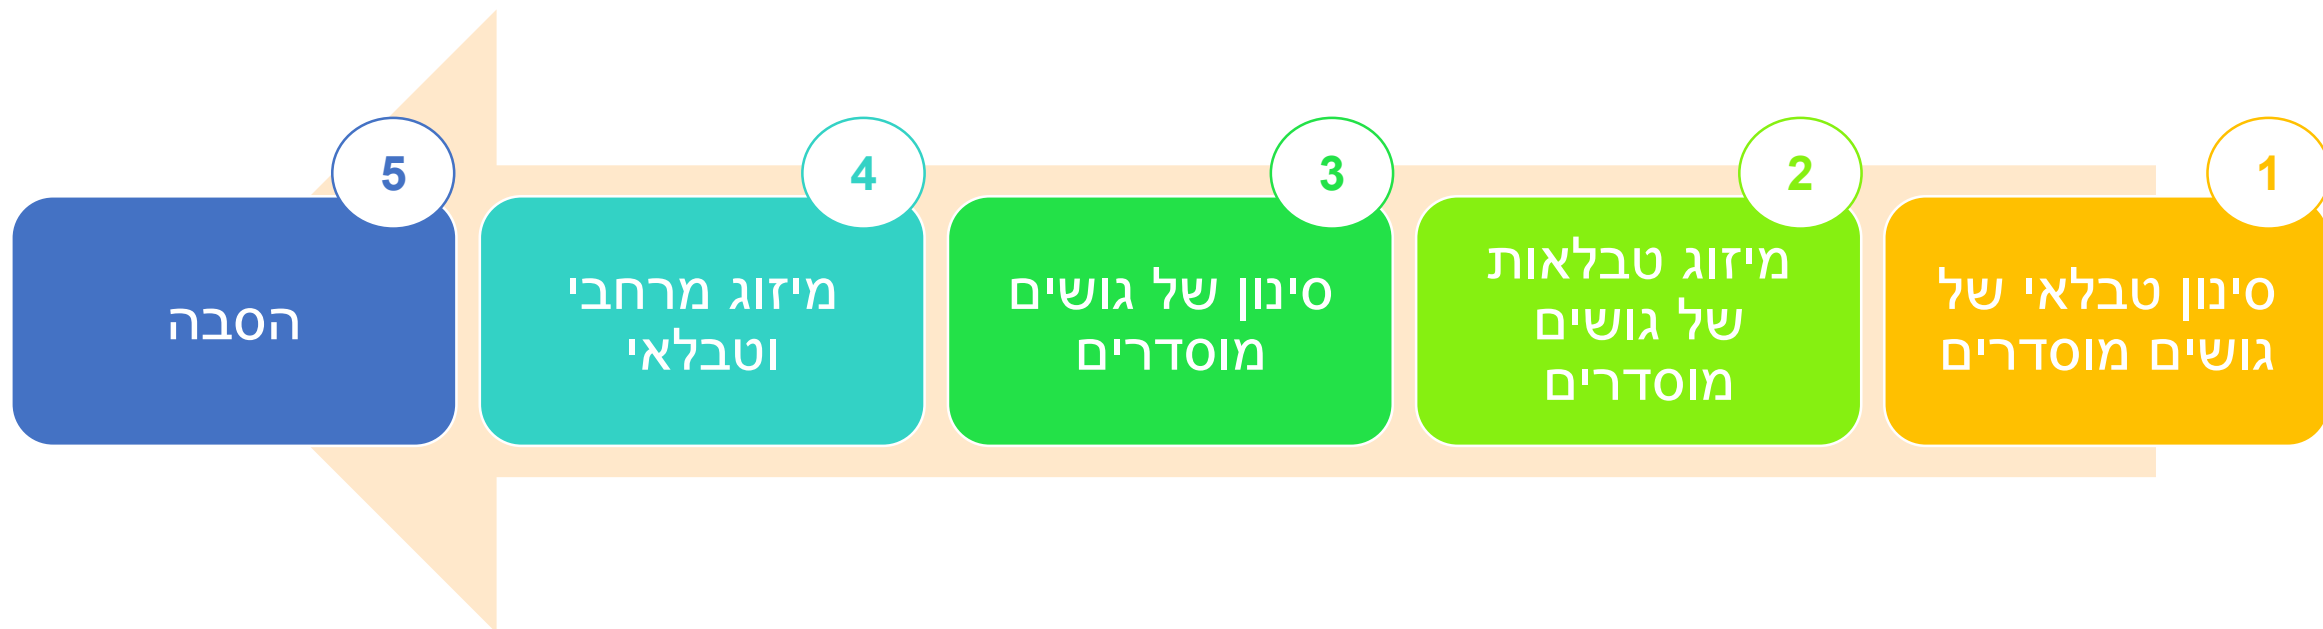 1
סינון טבלאי של
גושים מוסדרים
2
מיזוג טבלאות
של גושים
מוסדרים
3
סינון של גושים
מוסדרים
4
מיזוג מרחבי
וטבלאי
5
הסבה